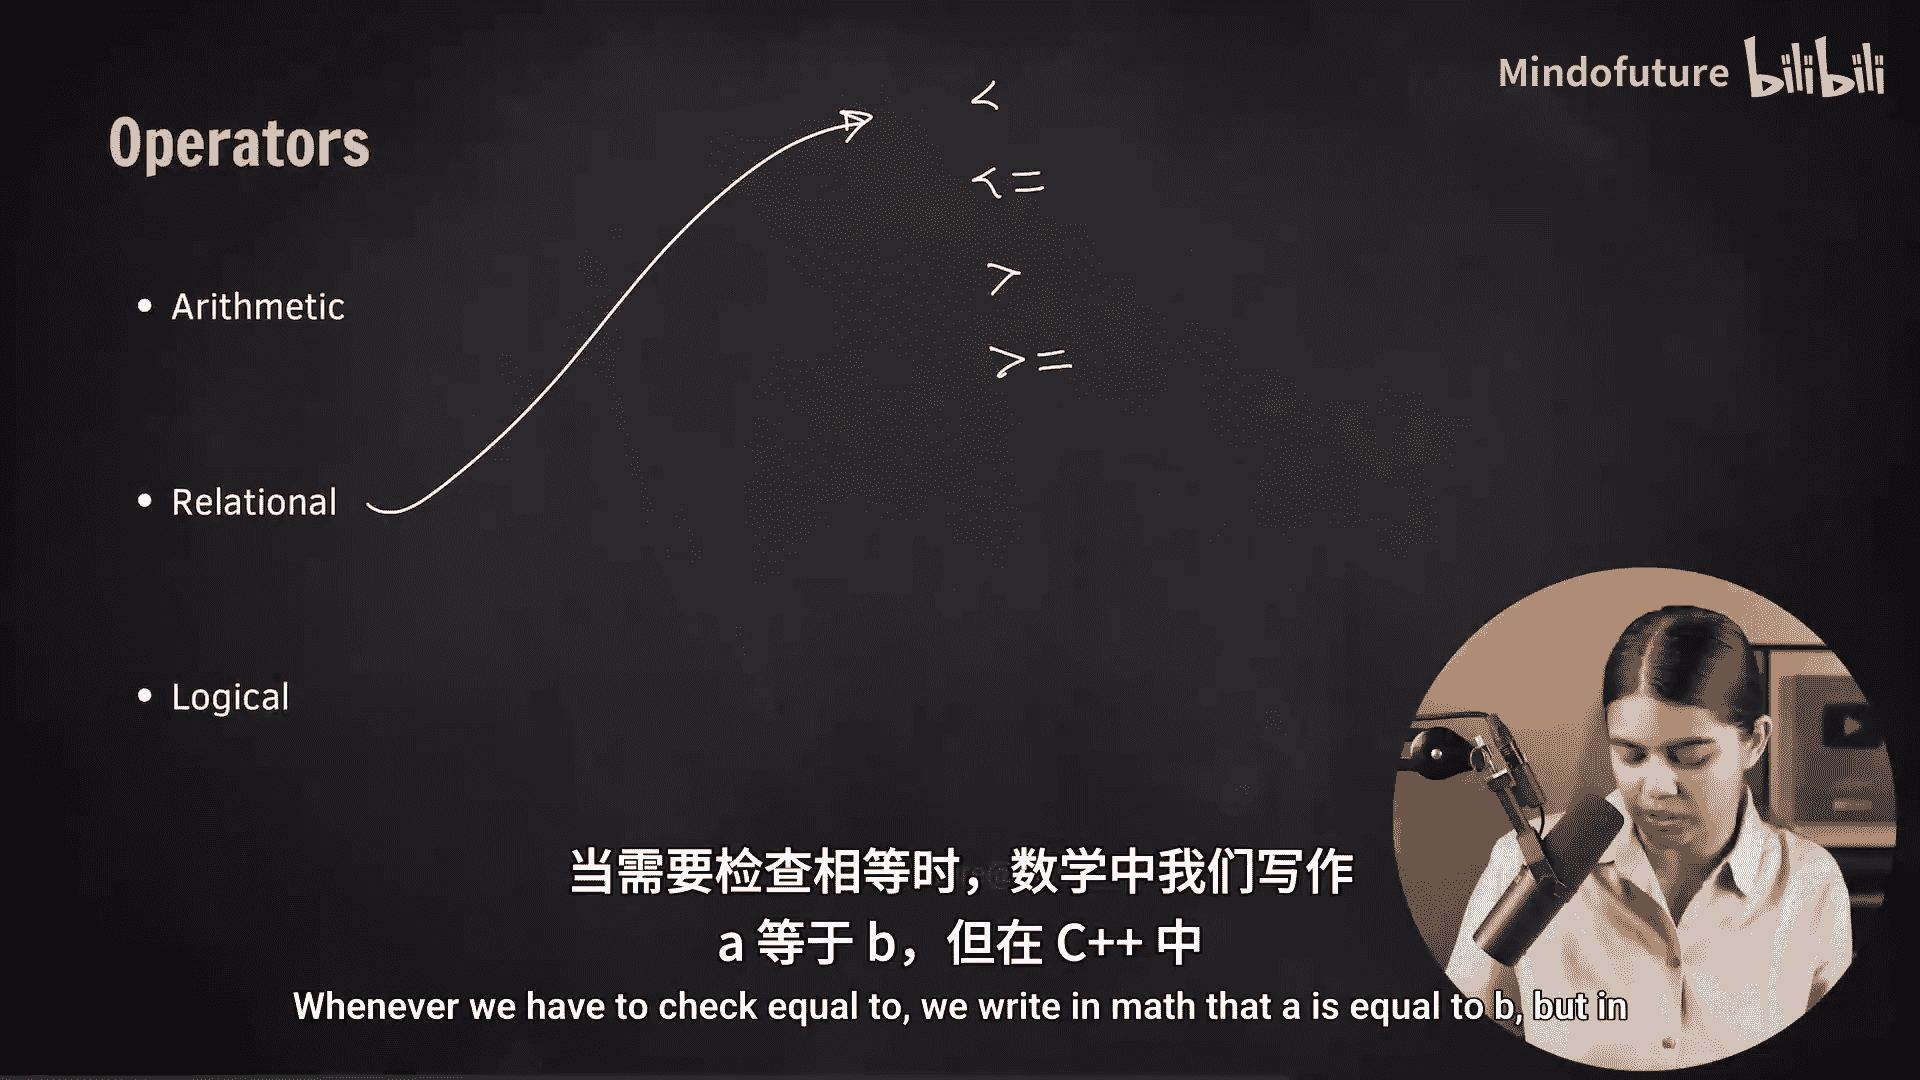 Mindofuture bilibili
Operators
<
<=
>
>=
• Arithmetic
• Relational
• Logical
当需要检查相等时，数学中我们写作
a 等于 b，但在 C++ 中
Whenever we have to check equal to, we write in math that a is equal to b, but in